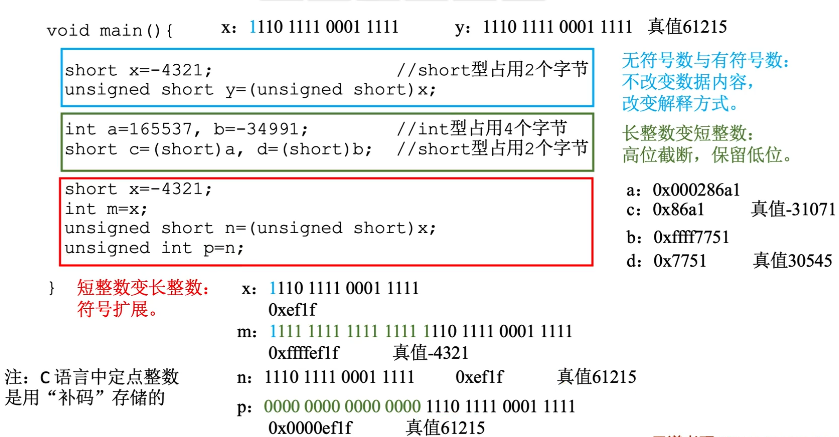 void main(){ x：1110 1111 0001 1111 y：1110 1111 0001 1111 真值61215
short x=-4321; //short型占用2个字节
unsigned short y=(unsigned short)x;
无符号数与有符号数：
不改变数据内容，
改变解释方式。
int a=165537, b=-34991; //int型占用4个字节
short c=(short)a, d=(short)b; //short型占用2个字节
长整数变短整数：
高位截断，保留低位。
short x=-4321;
int m=x;
unsigned short n=(unsigned short)x;
unsigned int p=n;
a：0x000286a1
c：0x86a1 真值-31071
b：0xffff7751
d：0x7751 真值30545
}
短整数变长整数：
符号扩展。
x：1110 1111 0001 1111
0xef1f
m：1111 1111 1111 1111 1110 1111 0001 1111
0xffffef1f 真值-4321
注：C 语言中定点整数
是用“补码”存储的
n：1110 1111 0001 1111 0xef1f 真值61215
p：0000 0000 0000 0000 1110 1111 0001 1111
0x0000ef1f 真值61215